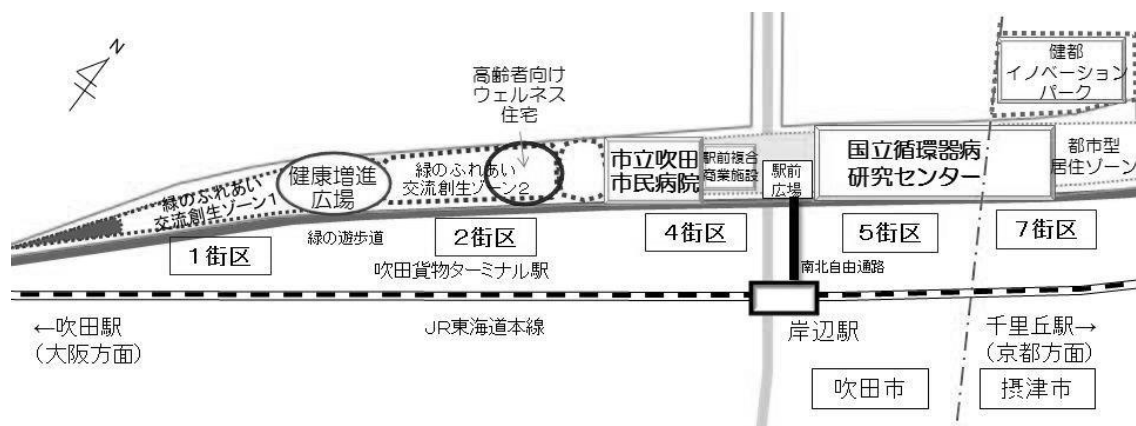 N
健都
イノベーション
パーク
高齢者向け
ウェルネス
住宅
市立吹田
市民病院
駅前複合
商業施設
駅前
広場
国立循環器病
研究センター
都市型
居住ゾーン
緑のふれあい
交流創生ゾーン1
健康増進
広場
緑のふれあい
交流創生ゾーン2
緑の遊歩道
1街区
2街区
4街区
5街区
7街区
吹田貨物ターミナル駅
南北自由通路
←吹田駅
（大阪方面）
JR東海道本線
岸辺駅
千里丘駅→
（京都方面）
吹田市
摂津市